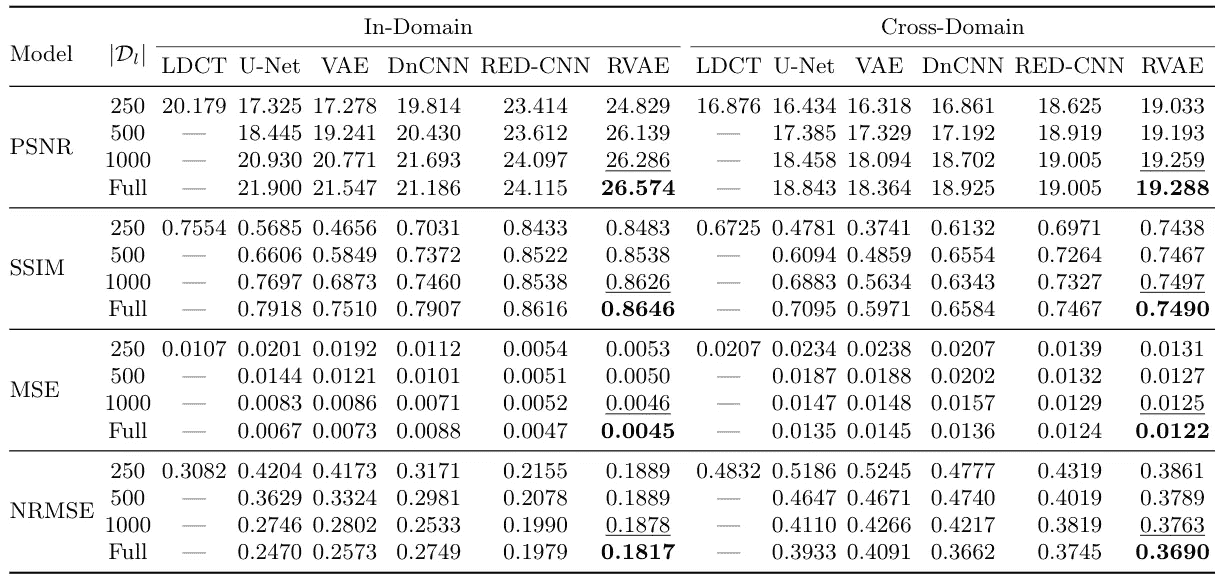 In-Domain Cross-Domain
Model |𝒟ₗ| LDCT U-Net VAE DnCNN RED-CNN RVAE LDCT U-Net VAE DnCNN RED-CNN RVAE
PSNR
250 20.179 17.325 17.278 19.814 23.414 24.829 16.876 16.434 16.318 16.861 18.625 19.033
500 — 18.445 19.241 20.430 23.612 26.139 — 17.385 17.329 17.192 18.919 19.193
1000 — 20.930 20.771 21.693 24.097 26.286 — 18.458 18.094 18.702 19.005 19.259
Full — 21.900 21.547 21.186 24.115 26.574 — 18.843 18.364 18.925 19.005 19.288
SSIM
250 0.7554 0.5685 0.4656 0.7031 0.8433 0.8483 0.6725 0.4781 0.3741 0.6132 0.6971 0.7438
500 — 0.6606 0.5849 0.7372 0.8522 0.8538 — 0.6094 0.4859 0.6554 0.7264 0.7467
1000 — 0.7697 0.6873 0.7460 0.8538 0.8626 — 0.6883 0.5634 0.6343 0.7327 0.7497
Full — 0.7918 0.7510 0.7907 0.8616 0.8646 — 0.7095 0.5971 0.6584 0.7467 0.7490
MSE
250 0.0107 0.0201 0.0192 0.0112 0.0054 0.0053 0.0207 0.0234 0.0238 0.0207 0.0139 0.0131
500 — 0.0144 0.0121 0.0101 0.0051 0.0050 — 0.0187 0.0188 0.0202 0.0132 0.0127
1000 — 0.0083 0.0086 0.0071 0.0052 0.0046 — 0.0147 0.0148 0.0157 0.0129 0.0125
Full — 0.0067 0.0073 0.0088 0.0047 0.0045 — 0.0135 0.0145 0.0136 0.0124 0.0122
NRMSE
250 0.3082 0.4204 0.4173 0.3171 0.2155 0.1889 0.4832 0.5186 0.5245 0.4777 0.4319 0.3861
500 — 0.3629 0.3324 0.2981 0.2078 0.1889 — 0.4647 0.4671 0.4740 0.4019 0.3789
1000 — 0.2746 0.2802 0.2533 0.1990 0.1878 — 0.4110 0.4266 0.4217 0.3819 0.3763
Full — 0.2470 0.2573 0.2749 0.1979 0.1817 — 0.3933 0.4091 0.3662 0.3745 0.3690